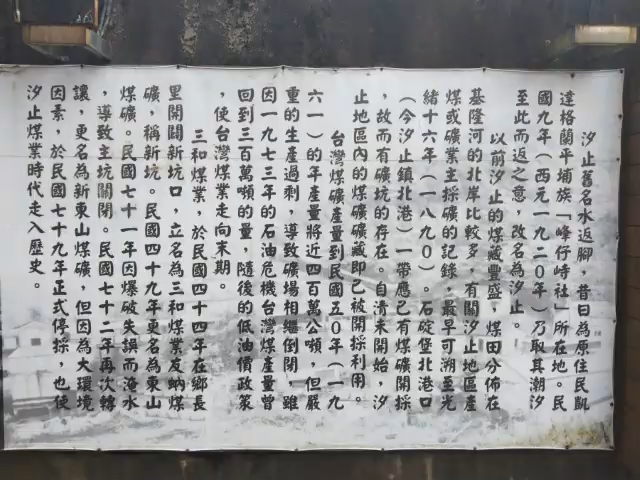 汐止舊名水返腳，昔日為原住民凱
達格蘭平埔族「峰仔峙社」所在地。民
國九年（西元一九二０年）乃取其潮汐
至此而返之意，改名為汐止。
以前汐止的煤藏豐盛，煤田分佈在
基隆河的北岸比較多，有關汐止地區產
煤或礦業主採礦的記錄，最早可溯至光
緒十六年（一八九０）。石碇堡北港口
（今汐止鎮北港）一帶應已有煤礦開採
，故而有礦坑的存在。自清末開始，汐
止地區內的煤礦礦藏即已被開採利用。
台灣煤礦產量到民國五０年（一九
六一）的年產量將近四百萬公噸，但嚴
重的生產過剩，導致礦場相繼倒閉，雖
因一九七三年的石油危機台灣煤產量曾
回到三百萬噸的量，隨後的低油價政策
，使台灣煤業走向末期。
三和煤業，於民國四十四年在鄉長
里開闢新坑口，立名為三和煤業友蚋煤
礦，稱新坑。民國四十九年更名為東山
煤礦。民國七十一年因爆破失誤而淹水
，導致主坑關閉。民國七十二年再次轉
讓，更名為新東山煤礦，但因為大環境
因素，於民國七十九年正式停採，也使
汐止煤業時代走入歷史。